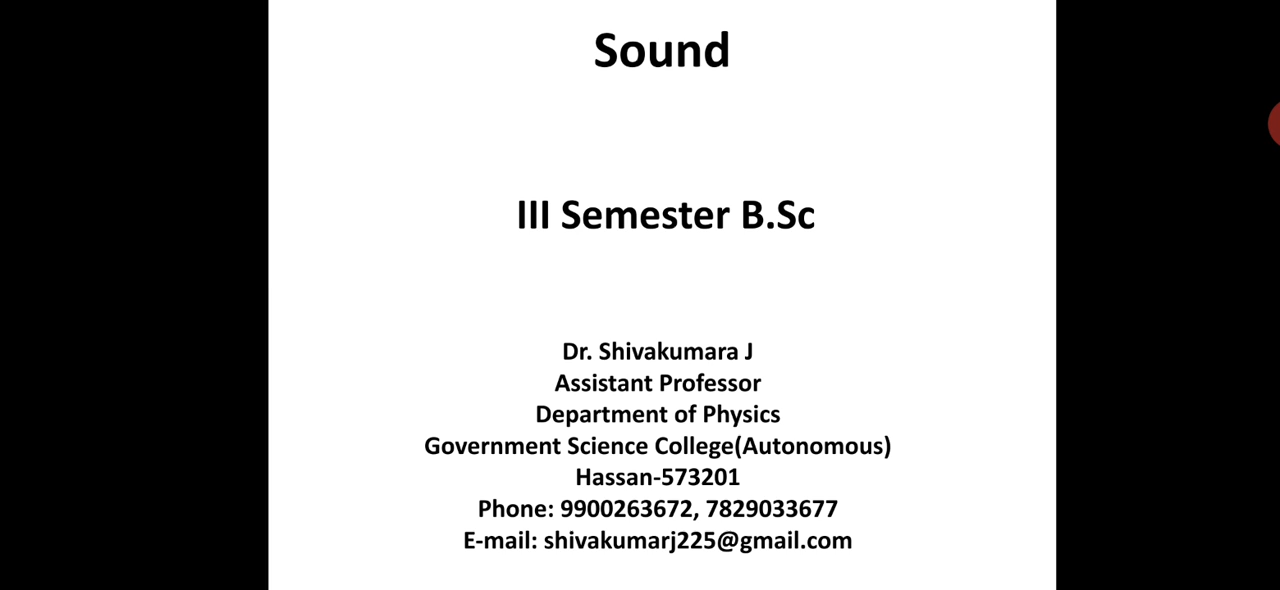 Sound
III Semester B.Sc
Dr. Shivakumara J
Assistant Professor
Department of Physics
Government Science College(Autonomous)
Hassan-573201
Phone: 9900263672, 7829033677
E-mail: shivakumarj225@gmail.com